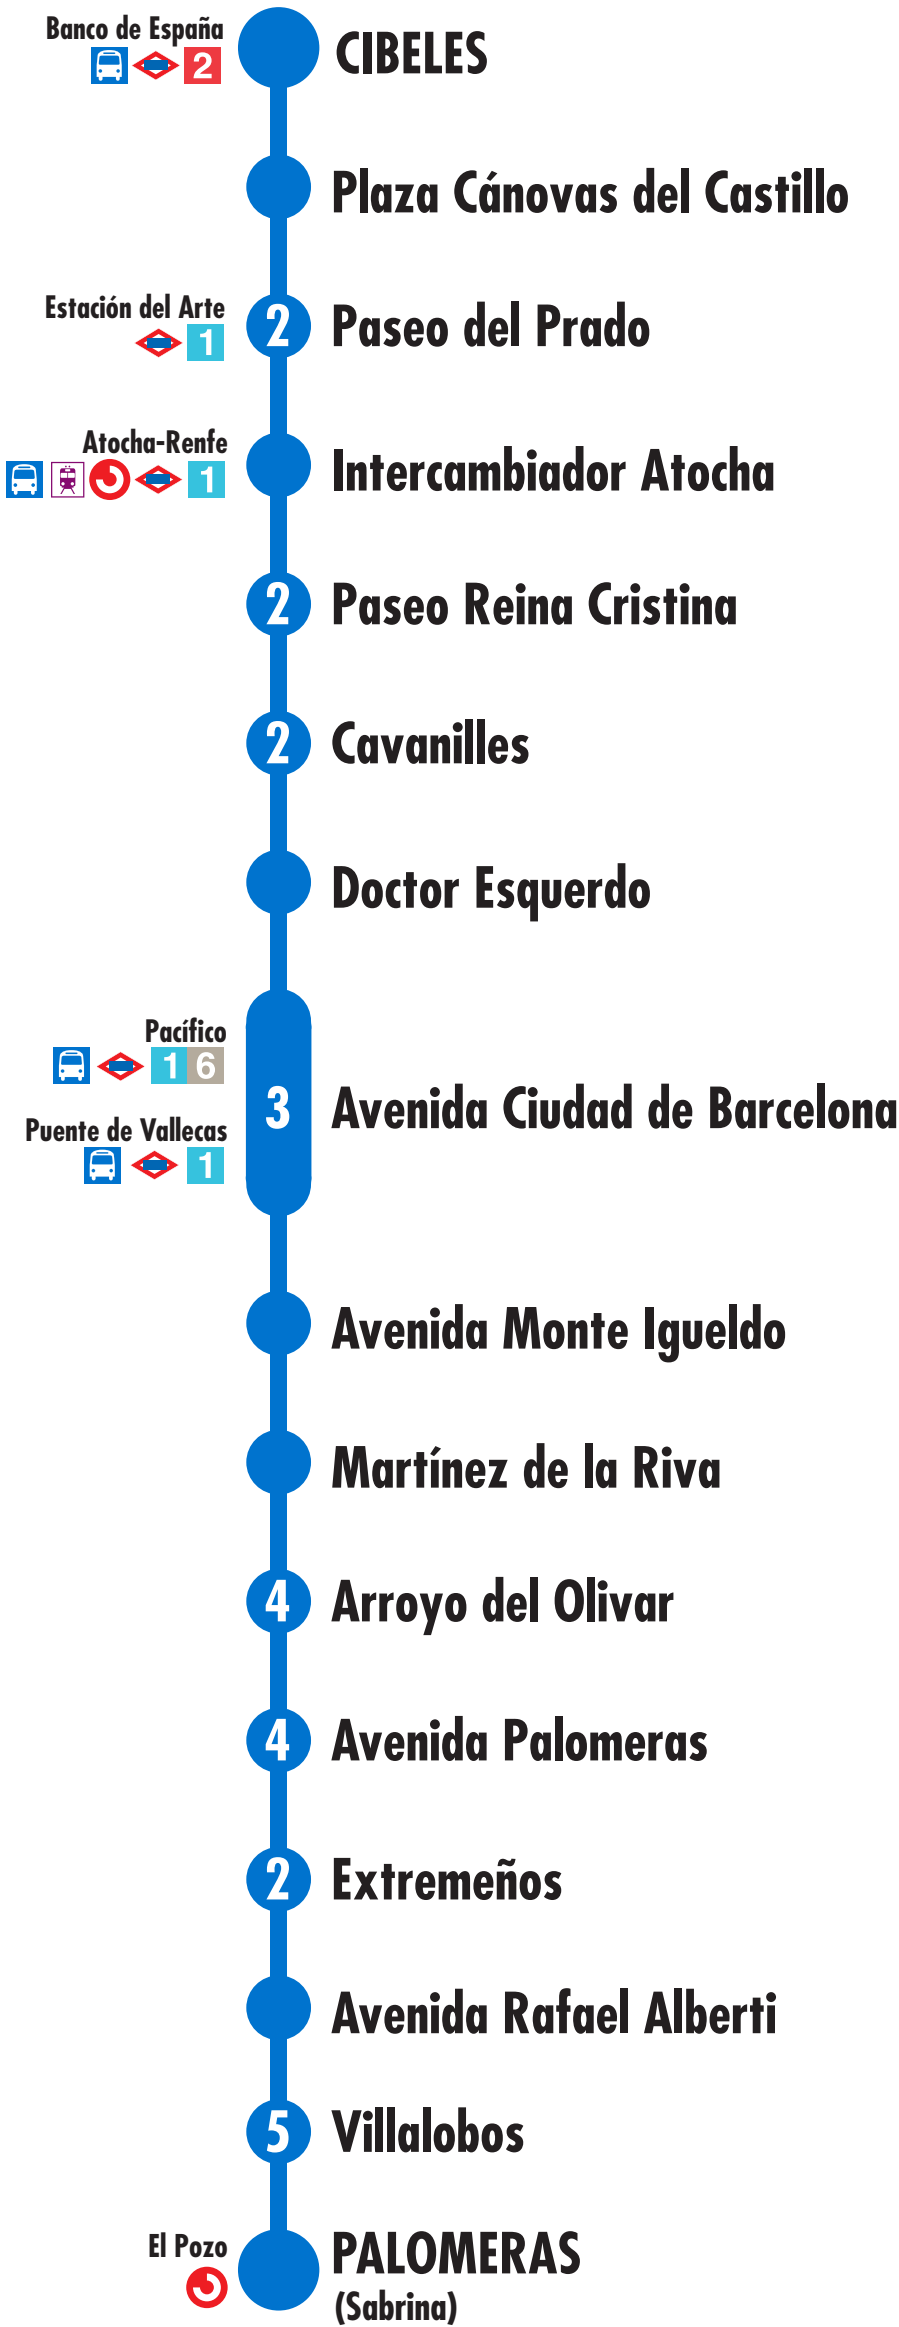 Banco de España
2
CIBELES
Plaza Cánovas del Castillo
Estación del Arte
1
2
Paseo del Prado
Atocha-Renfe
1
Intercambiador Atocha
2
Paseo Reina Cristina
2
Cavanilles
Doctor Esquerdo
Pacífico
1 6
Puente de Vallecas
1
3
Avenida Ciudad de Barcelona
Avenida Monte Igueldo
Martínez de la Riva
4
Arroyo del Olivar
4
Avenida Palomeras
2
Extremeños
Avenida Rafael Alberti
5
Villalobos
El Pozo
PALOMERAS
(Sabrina)